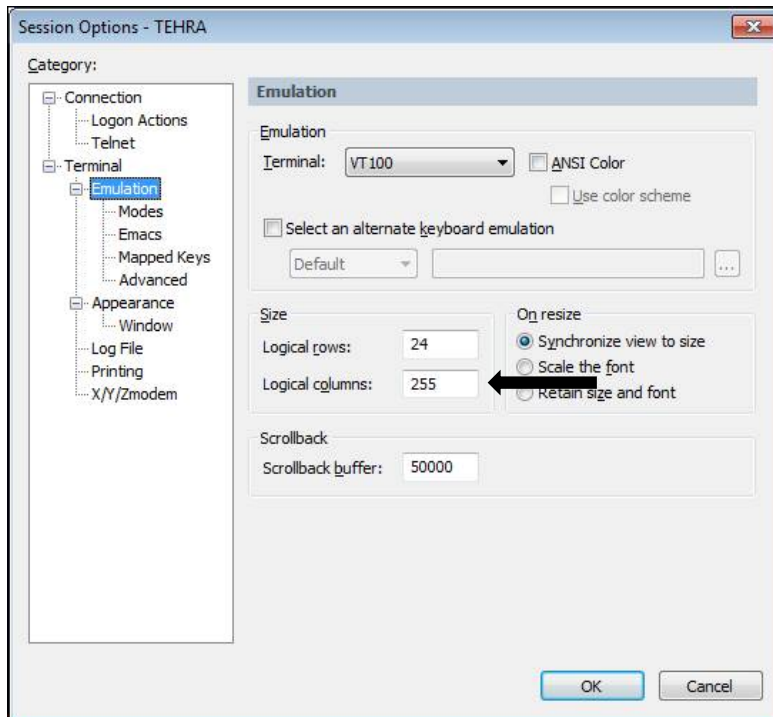 Session Options - TEHRA
Category:
Connection
Logon Actions
Telnet
Terminal
Emulation
Modes
Emacs
Mapped Keys
Advanced
Appearance
Window
Log File
Printing
X/Y/Zmodem
Emulation
Emulation
Terminal: VT100 ANSI Color
Use color scheme
Select an alternate keyboard emulation
Default ...
Size
Logical rows: 24
Logical columns: 255
On resize
Synchronize view to size
Scale the font
Retain size and font
Scrollback
Scrollback buffer: 50000
OK Cancel